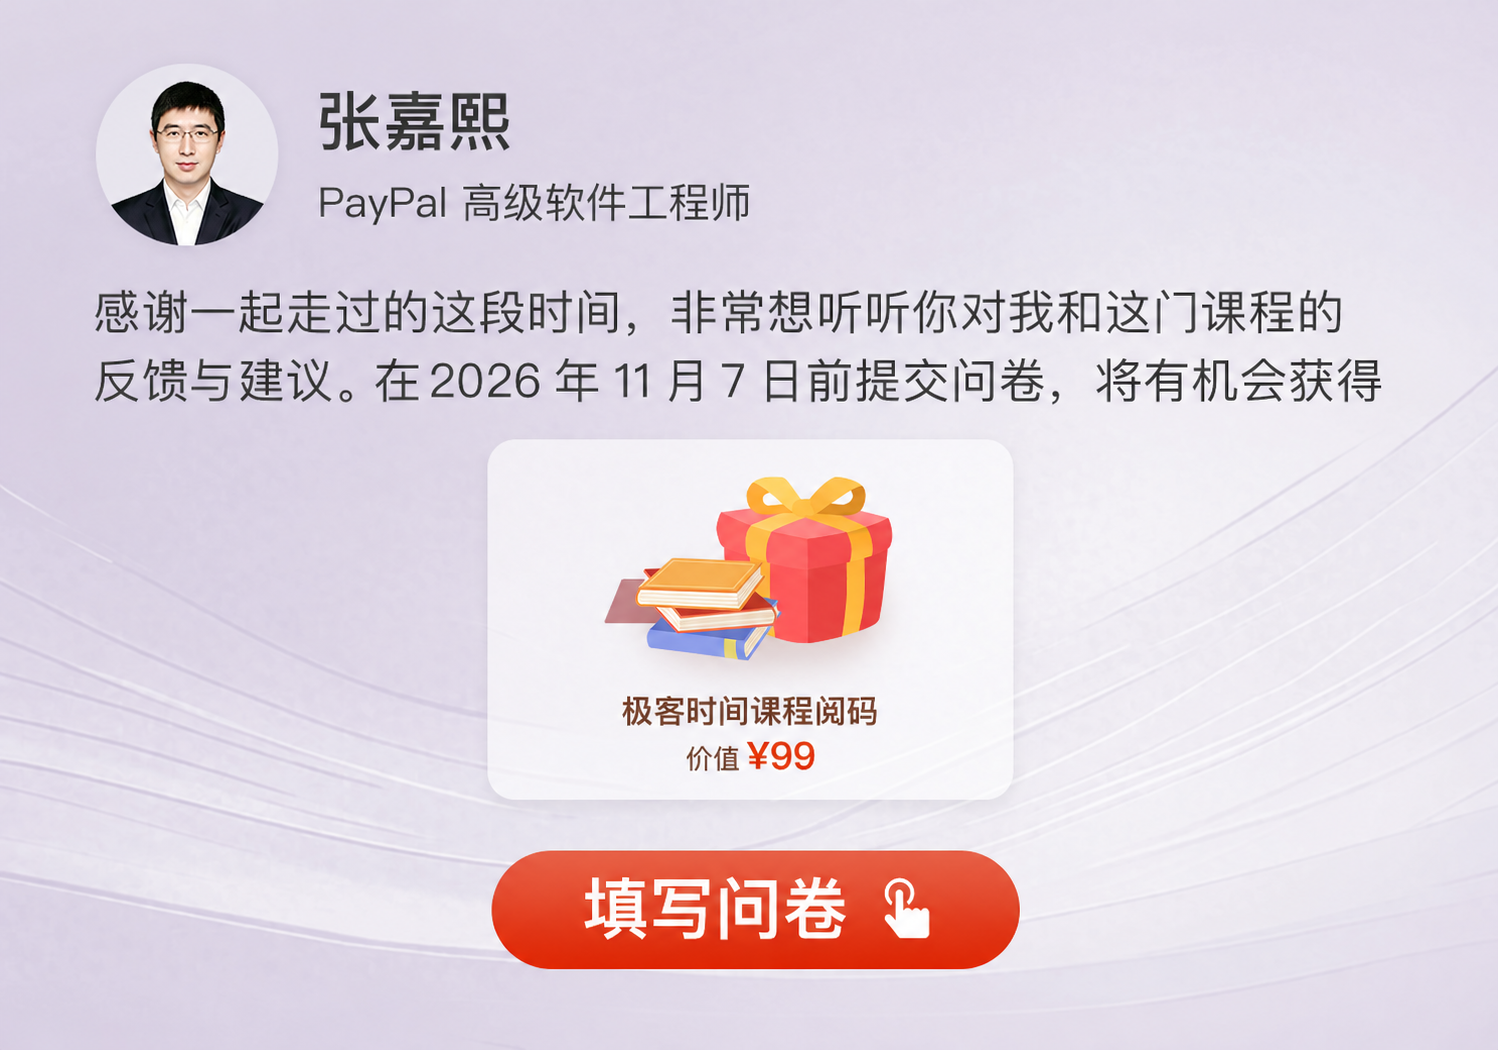 张嘉熙
PayPal 高级软件工程师
感谢一起走过的这段时间，非常想听听你对我和这门课程的
反馈与建议。在 2026 年 11 月 7 日前提交问卷，将有机会获得
极客时间课程阅码
价值 ¥99
填写问卷